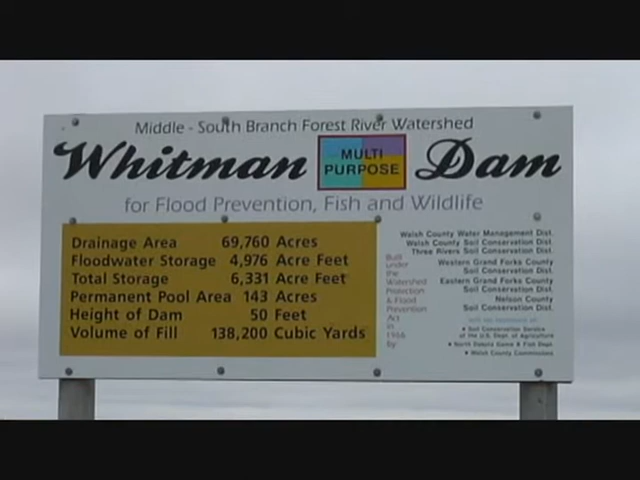 Middle - South Branch Forest River Watershed
Whitman MULTI PURPOSE Dam
for Flood Prevention, Fish and Wildlife
Drainage Area 69,760 Acres
Floodwater Storage 4,976 Acre Feet
Total Storage 6,331 Acre Feet
Permanent Pool Area 143 Acres
Height of Dam 50 Feet
Volume of Fill 138,200 Cubic Yards
Built
under
the
Watershed
Protection
& Flood
Prevention
Act
in
1956
by
Walsh County Water Management Dist.
Walsh County Soil Conservation Dist.
Three Rivers Soil Conservation Dist.
Western Grand Forks County
Soil Conservation Dist.
Eastern Grand Forks County
Soil Conservation Dist.
Nelson County
Soil Conservation Dist.
• Soil Conservation Service
of the U.S. Dept. of Agriculture
• North Dakota Game & Fish Dept.
• Walsh County Commissions